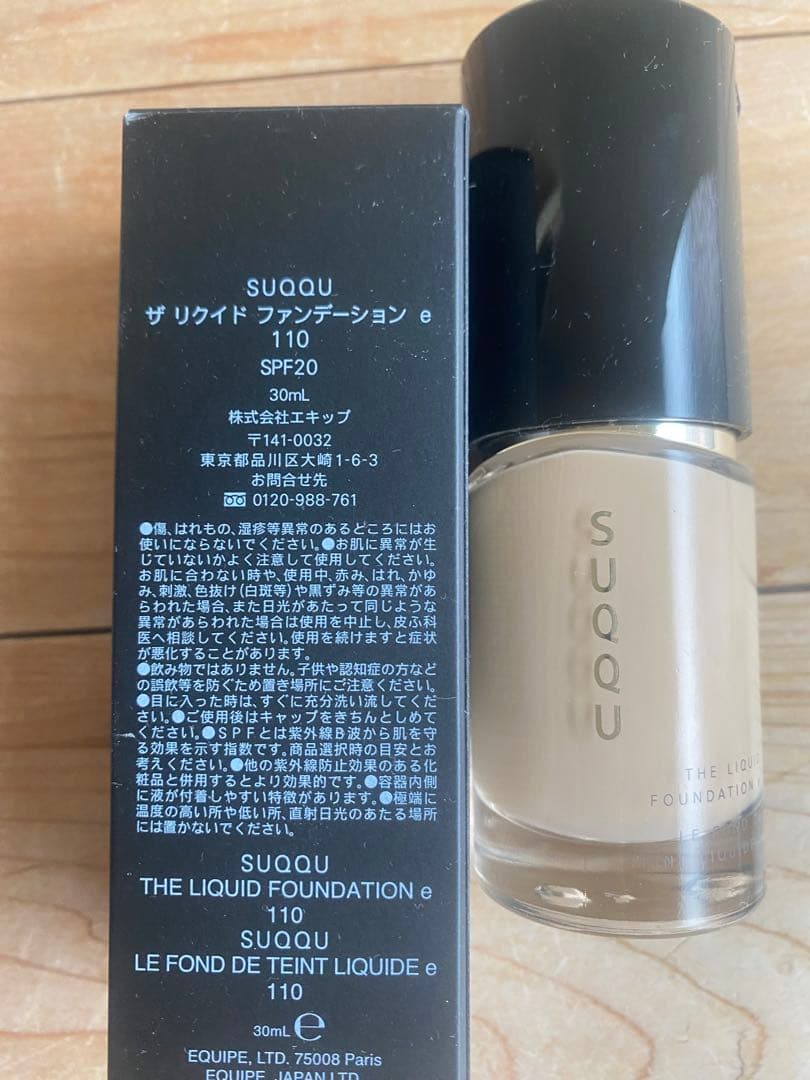 SUQQU
ザ リクイド ファンデーション e
110
SPF20
30mL
株式会社エキップ
〒141-0032
東京都品川区大崎1-6-3
お問合せ先
0120-988-761
●傷、はれもの、湿疹等異常のあるところにはお
使いにならないでください。●お肌に異常が生
じていないかよく注意して使用してください。
お肌に合わない時や、使用中、赤み、はれ、かゆ
み、刺激、色抜け(白斑等)や黒ずみ等の異常があ
らわれた場合、また日光があたって同じような
異常があらわれた場合は使用を中止し、皮ふ科
医へ相談してください。使用を続けますと症状
が悪化することがあります。
●飲み物ではありません。子供や認知症の方など
の誤飲等を防ぐため置き場所にご注意ください。
●目に入った時は、すぐに充分洗い流してくだ
さい。●ご使用後はキャップをきちんとしめて
ください。●SPFとは紫外線B波から肌を守
る効果を示す指数です。商品選択時の目安とお
考えください。●他の紫外線防止効果のある化
粧品と併用するとより効果的です。●容器内側
に液が付着しやすい特徴があります。●極端に
温度の高い所や低い所、直射日光のあたる場所
には置かないでください。
SUQQU
THE LIQUID FOUNDATION e
110
SUQQU
LE FOND DE TEINT LIQUIDE e
110
30mL ℮
EQUIPE, LTD. 75008 Paris
EQUIPE, JAPAN LTD
SUQQU
THE LIQUID
FOUNDATION